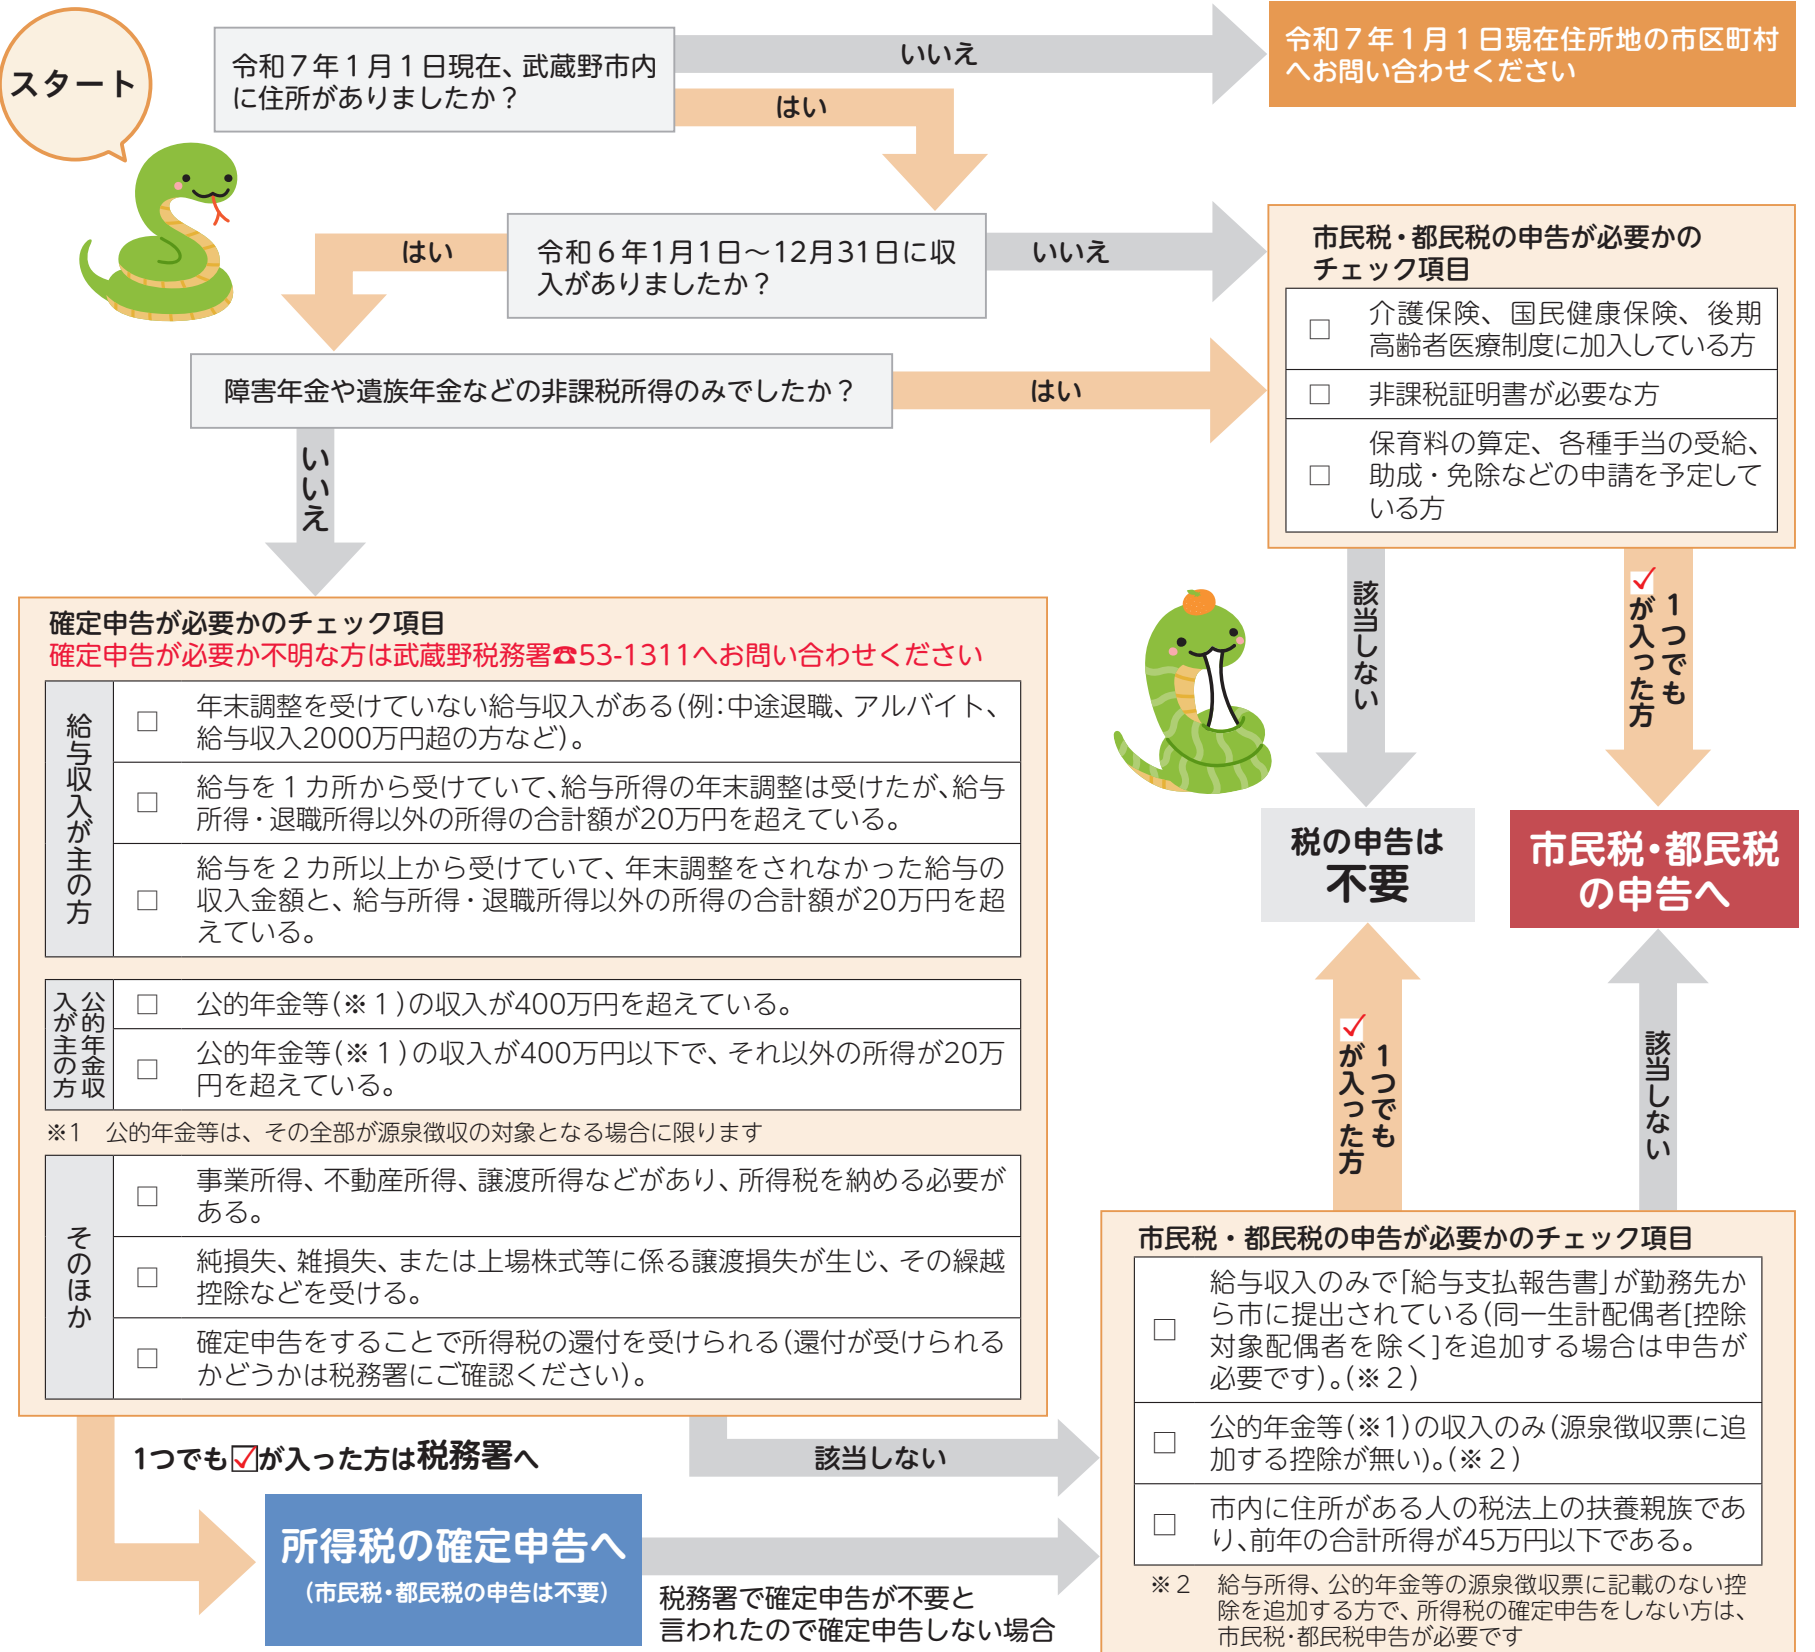 スタート
令和７年１月１日現在、武蔵野市内
に住所がありましたか？
いいえ
令和７年１月１日現在住所地の市区町村
へお問い合わせください
はい
令和６年1月1日〜12月31日に収
入がありましたか？
はい
いいえ
障害年金や遺族年金などの非課税所得のみでしたか？
はい
いいえ
市民税・都民税の申告が必要かの
チェック項目
□ 介護保険、国民健康保険、後期
高齢者医療制度に加入している方
□ 非課税証明書が必要な方
□ 保育料の算定、各種手当の受給、
助成・免除などの申請を予定して
いる方
該当しない
1つでも
☑が入った方
税の申告は
不要
市民税・都民税
の申告へ
確定申告が必要かのチェック項目
確定申告が必要か不明な方は武蔵野税務署☎53-1311へお問い合わせください
給与収入が主の方
□ 年末調整を受けていない給与収入がある（例：中途退職、アルバイト、
給与収入2000万円超の方など）。
□ 給与を１カ所から受けていて、給与所得の年末調整は受けたが、給与
所得・退職所得以外の所得の合計額が20万円を超えている。
□ 給与を２カ所以上から受けていて、年末調整をされなかった給与の
収入金額と、給与所得・退職所得以外の所得の合計額が20万円を超
えている。
公的年金収
入が主の方
□ 公的年金等（※１）の収入が400万円を超えている。
□ 公的年金等（※１）の収入が400万円以下で、それ以外の所得が20万
円を超えている。
※1　公的年金等は、その全部が源泉徴収の対象となる場合に限ります
そのほか
□ 事業所得、不動産所得、譲渡所得などがあり、所得税を納める必要が
ある。
□ 純損失、雑損失、または上場株式等に係る譲渡損失が生じ、その繰越
控除などを受ける。
□ 確定申告をすることで所得税の還付を受けられる（還付が受けられる
かどうかは税務署にご確認ください）。
1つでも☑が入った方は税務署へ
該当しない
所得税の確定申告へ
（市民税・都民税の申告は不要）
税務署で確定申告が不要と
言われたので確定申告しない場合
1つでも
☑が入った方
該当しない
市民税・都民税の申告が必要かのチェック項目
□ 給与収入のみで「給与支払報告書」が勤務先か
ら市に提出されている（同一生計配偶者[控除
対象配偶者を除く]を追加する場合は申告が
必要です）。（※２）
□ 公的年金等（※1）の収入のみ（源泉徴収票に追
加する控除が無い）。（※２）
□ 市内に住所がある人の税法上の扶養親族であ
り、前年の合計所得が45万円以下である。
※２　給与所得、公的年金等の源泉徴収票に記載のない控
除を追加する方で、所得税の確定申告をしない方は、
市民税・都民税申告が必要です